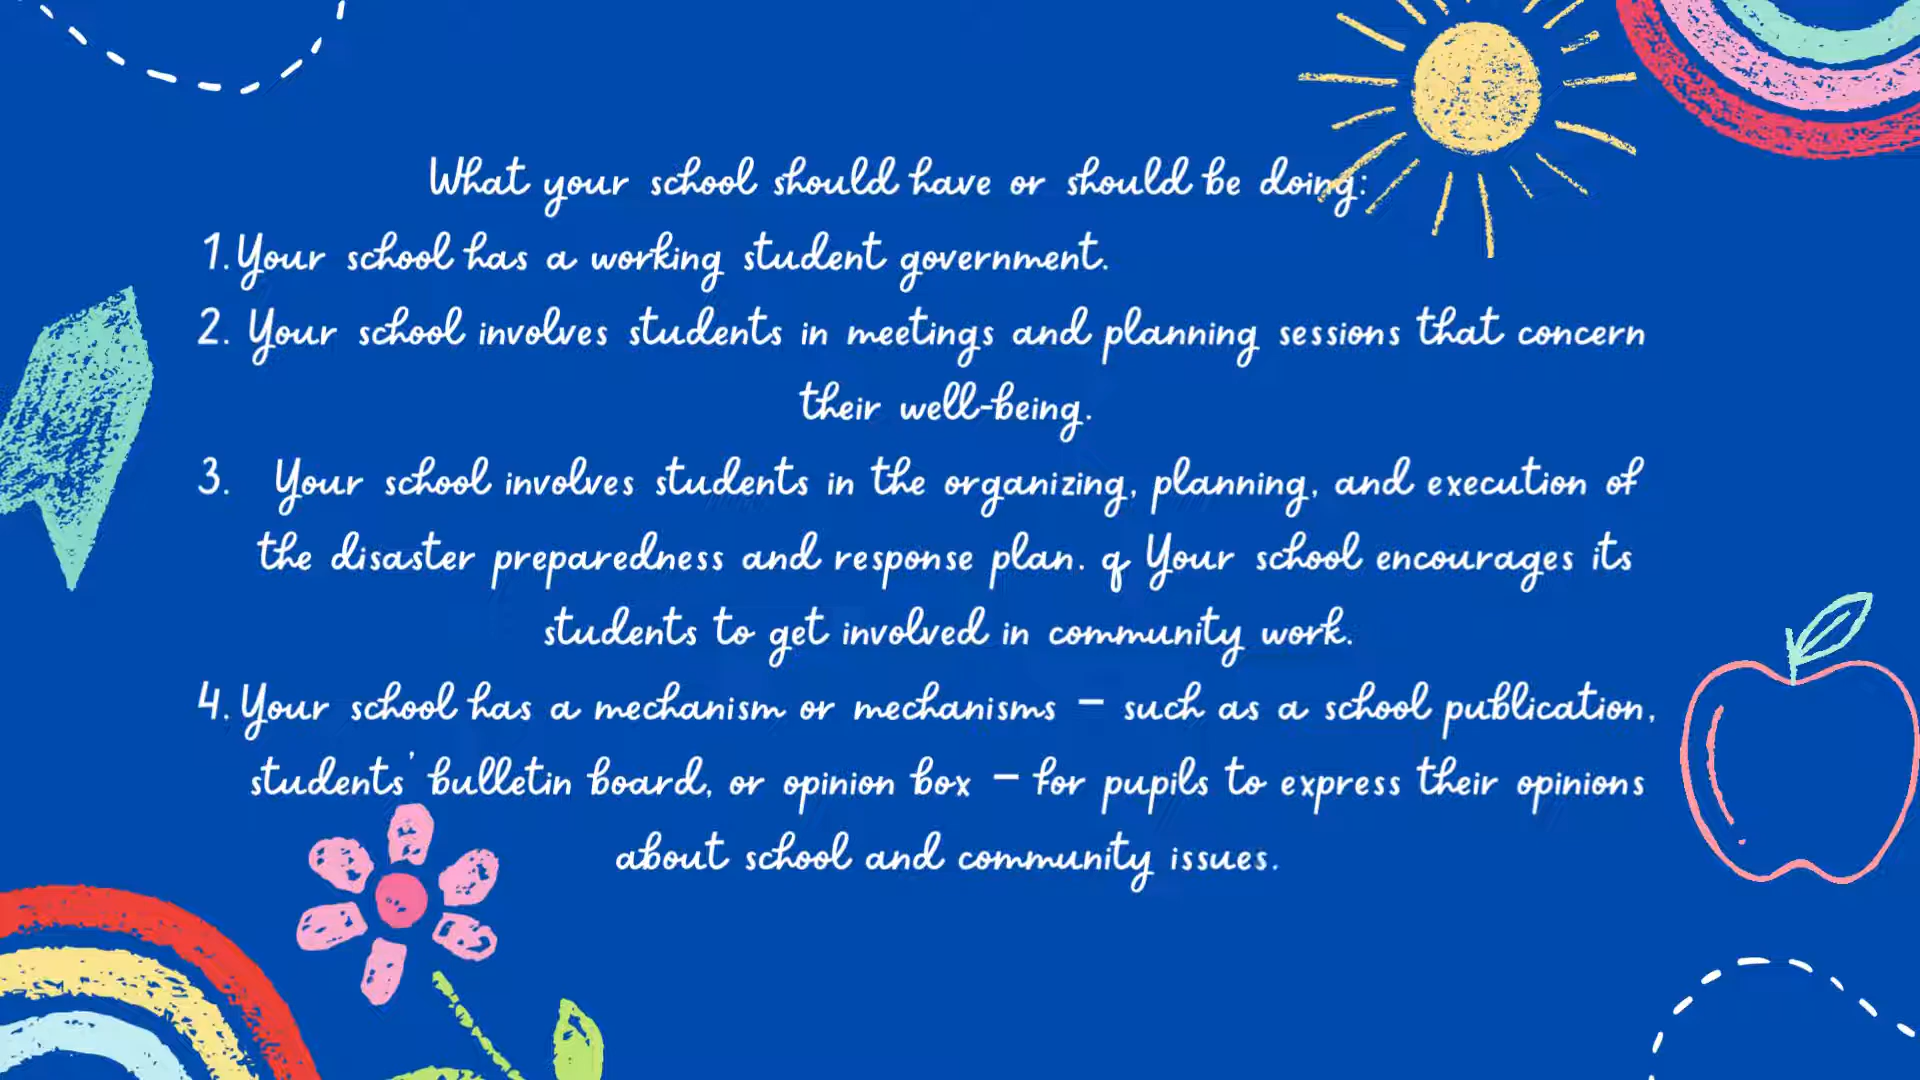 What your school should have or should be doing:
1. Your school has a working student government.
2. Your school involves students in meetings and planning sessions that concern
their well-being.
3. Your school involves students in the organizing, planning, and execution of
the disaster preparedness and response plan. q Your school encourages its
students to get involved in community work.
4. Your school has a mechanism or mechanisms – such as a school publication,
students' bulletin board, or opinion box – for pupils to express their opinions
about school and community issues.